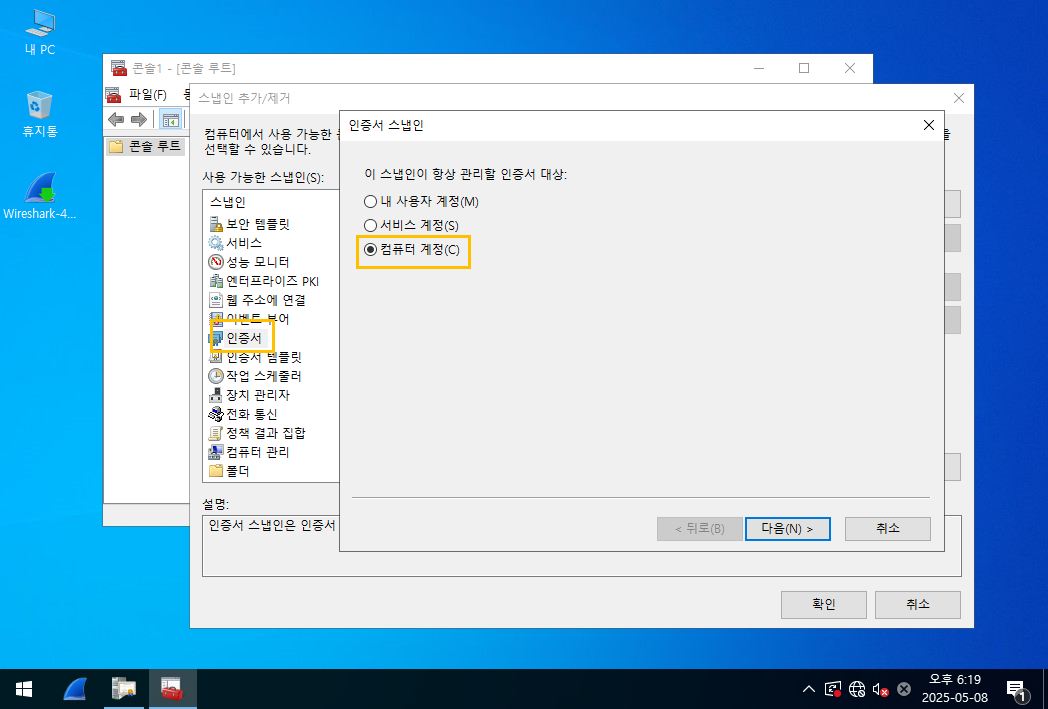 내 PC
휴지통
Wireshark-4...
콘솔1 - [콘솔 루트]
파일(F)
콘솔 루트
스냅인 추가/제거
컴퓨터에서 사용 가능한
선택할 수 있습니다.
사용 가능한 스냅인(S):
스냅인
보안 템플릿
서비스
성능 모니터
엔터프라이즈 PKI
웹 주소에 연결
이벤트 뷰어
인증서
인증서 템플릿
작업 스케줄러
장치 관리자
전화 통신
정책 결과 집합
컴퓨터 관리
폴더
설명:
인증서 스냅인은 인증서
확인
취소
인증서 스냅인
이 스냅인이 항상 관리할 인증서 대상:
내 사용자 계정(M)
서비스 계정(S)
컴퓨터 계정(C)
< 뒤로(B)
다음(N) >
취소
오후 6:19
2025-05-08
1